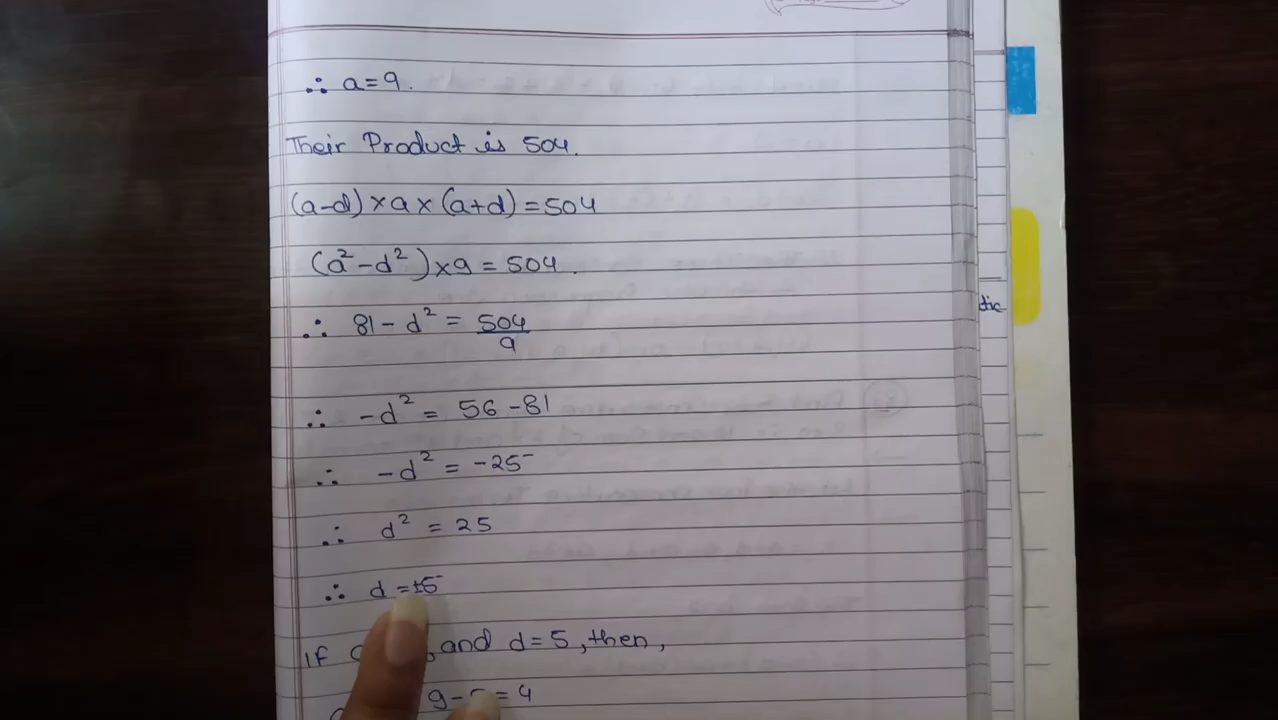 ∴ a=9.
Their Product is 504.
(a-d)×a×(a+d)=504
(a²-d²)×9=504.
∴ 81-d² = 504/9
∴ -d² = 56-81
∴ -d² = -25
∴ d² = 25
∴ d=±5
If and d=5, then,
9- =4
dic